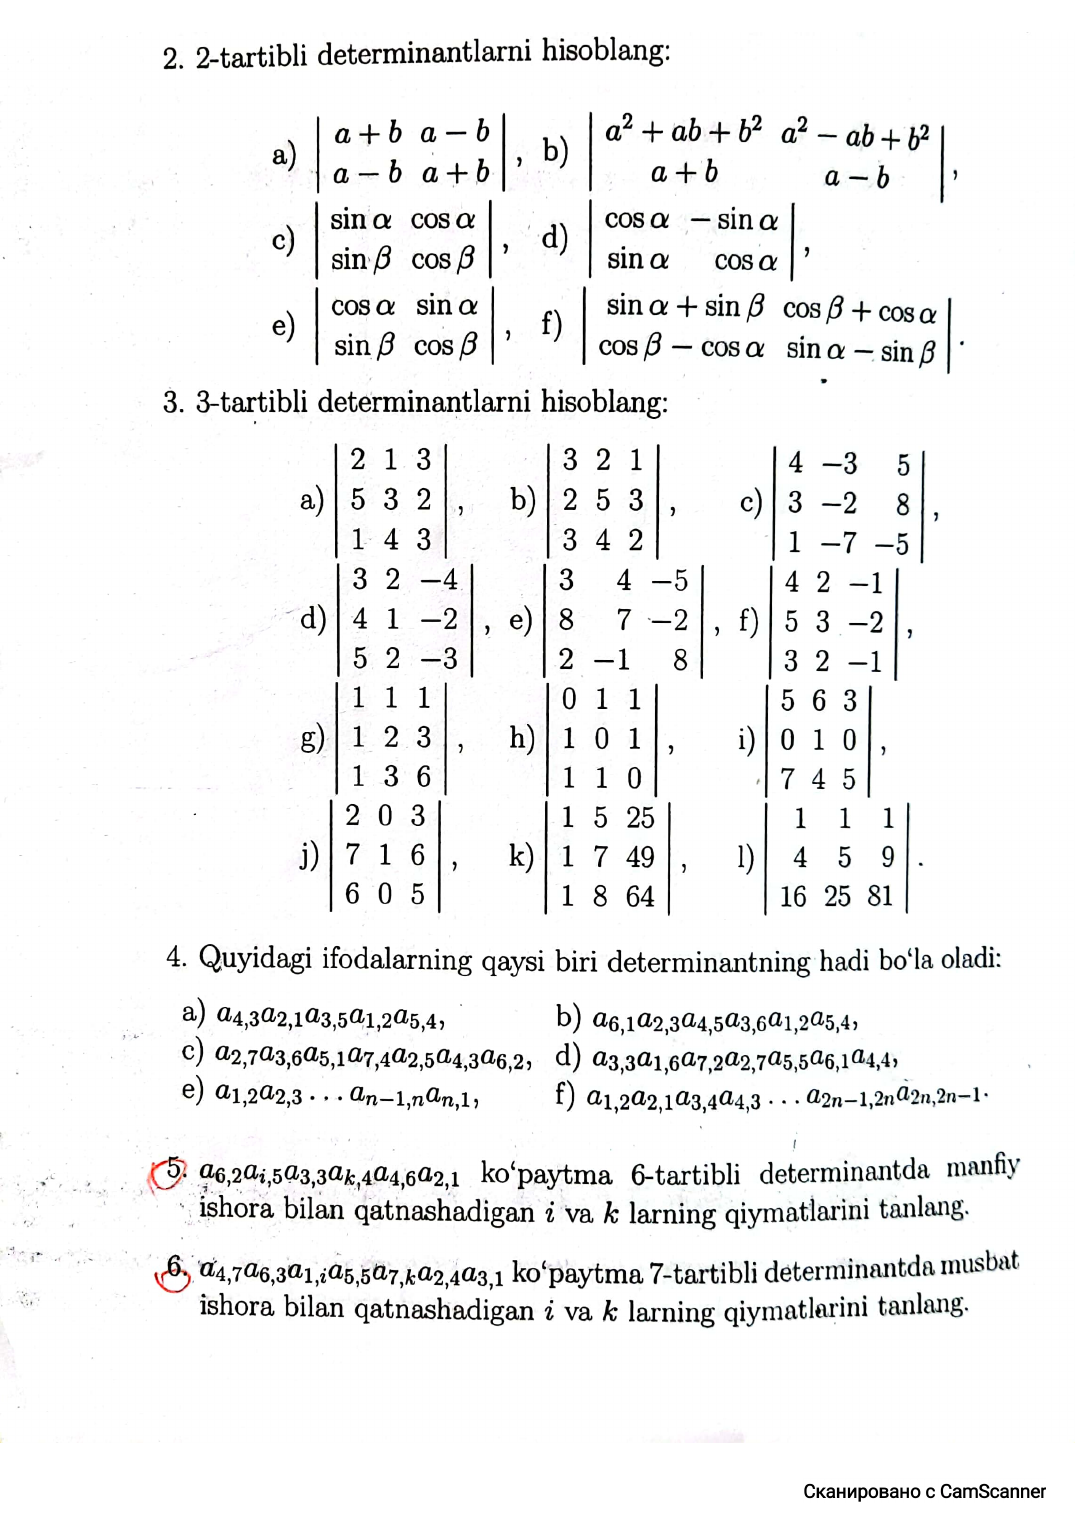 2. 2-tartibli determinantlarni hisoblang:
a) | a + b  a − b | , b) | a² + ab + b²  a² − ab + b² | ,
| a − b  a + b |  | a + b  a − b |
c) | sin α  cos α | , d) | cos α  − sin α | ,
| sin β  cos β |  | sin α  cos α |
e) | cos α  sin α | , f) | sin α + sin β  cos β + cos α | .
| sin β  cos β |  | cos β − cos α  sin α − sin β |
3. 3-tartibli determinantlarni hisoblang:
| 2 1 3 |  | 3 2 1 |  | 4 −3 5 |
a) | 5 3 2 | , b) | 2 5 3 | , c) | 3 −2 8 | ,
| 1 4 3 |  | 3 4 2 |  | 1 −7 −5 |
| 3 2 −4 |  | 3 4 −5 |  | 4 2 −1 |
d) | 4 1 −2 | , e) | 8 7 −2 | , f) | 5 3 −2 | ,
| 5 2 −3 |  | 2 −1 8 |  | 3 2 −1 |
| 1 1 1 |  | 0 1 1 |  | 5 6 3 |
g) | 1 2 3 | , h) | 1 0 1 | , i) | 0 1 0 | ,
| 1 3 6 |  | 1 1 0 |  | 7 4 5 |
| 2 0 3 |  | 1 5 25 |  | 1 1 1 |
j) | 7 1 6 | , k) | 1 7 49 | , l) | 4 5 9 | .
| 6 0 5 |  | 1 8 64 |  | 16 25 81 |
4. Quyidagi ifodalarning qaysi biri determinantning hadi bo‘la oladi:
a) a₄,₃a₂,₁a₃,₅a₁,₂a₅,₄, b) a₆,₁a₂,₃a₄,₅a₃,₆a₁,₂a₅,₄,
c) a₂,₇a₃,₆a₅,₁a₇,₄a₂,₅a₄,₃a₆,₂, d) a₃,₃a₁,₆a₇,₂a₂,₇a₅,₅a₆,₁a₄,₄,
e) a₁,₂a₂,₃ . . . aₙ₋₁,ₙaₙ,₁, f) a₁,₂a₂,₁a₃,₄a₄,₃ . . . a₂ₙ₋₁,₂ₙa₂ₙ,₂ₙ₋₁.
5. a₆,₂aᵢ,₅a₃,₃aₖ,₄a₄,₆a₂,₁ ko‘paytma 6-tartibli determinantda manfiy
ishora bilan qatnashadigan i va k larning qiymatlarini tanlang.
6. a₄,₇a₆,₃a₁,ᵢa₅,₅a₇,ₖa₂,₄a₃,₁ ko‘paytma 7-tartibli determinantda musbat
ishora bilan qatnashadigan i va k larning qiymatlarini tanlang.
Сканировано с CamScanner